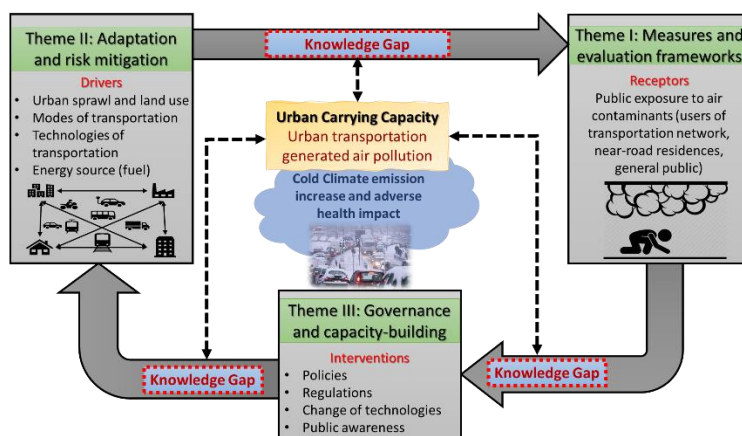 Theme II: Adaptation
and risk mitigation
Drivers
• Urban sprawl and land use
• Modes of transportation
• Technologies of
transportation
• Energy source (fuel)
Knowledge Gap
Theme I: Measures and
evaluation frameworks
Receptors
Public exposure to air
contaminants (users of
transportation network,
near-road residences,
general public)
Urban Carrying Capacity
Urban transportation
generated air pollution
Cold Climate emission
increase and adverse
health impact
Theme III: Governance
and capacity-building
Interventions
• Policies
• Regulations
• Change of technologies
• Public awareness
Knowledge Gap
Knowledge Gap